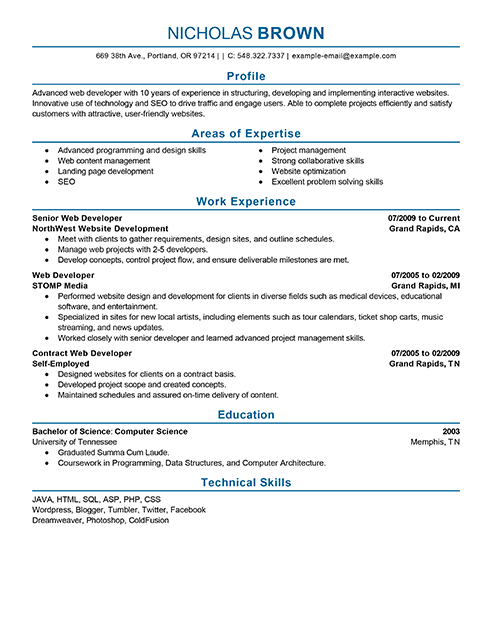 NICHOLAS BROWN
669 38th Ave., Portland, OR 97214 | | C: 548.322.7337 | example-email@example.com
Profile
Advanced web developer with 10 years of experience in structuring, developing and implementing interactive websites.
Innovative use of technology and SEO to drive traffic and engage users. Able to complete projects efficiently and satisfy
customers with attractive, user-friendly websites.
Areas of Expertise
• Advanced programming and design skills
• Web content management
• Landing page development
• SEO
• Project management
• Strong collaborative skills
• Website optimization
• Excellent problem solving skills
Work Experience
Senior Web Developer 07/2009 to Current
NorthWest Website Development Grand Rapids, CA
• Meet with clients to gather requirements, design sites, and outline schedules.
• Manage web projects with 2-5 developers.
• Develop concepts, control project flow, and ensure deliverable milestones are met.
Web Developer 07/2005 to 02/2009
STOMP Media Grand Rapids, MI
• Performed website design and development for clients in diverse fields such as medical devices, educational
software, and entertainment.
• Specialized in sites for new local artists, including elements such as tour calendars, ticket shop carts, music
streaming, and news updates.
• Worked closely with senior developer and learned advanced project management skills.
Contract Web Developer 07/2005 to 02/2009
Self-Employed Grand Rapids, TN
• Designed websites for clients on a contract basis.
• Developed project scope and created concepts.
• Maintained schedules and assured on-time delivery of content.
Education
Bachelor of Science: Computer Science 2003
University of Tennessee Memphis, TN
• Graduated Summa Cum Laude.
• Coursework in Programming, Data Structures, and Computer Architecture.
Technical Skills
JAVA, HTML, SQL, ASP, PHP, CSS
Wordpress, Blogger, Tumbler, Twitter, Facebook
Dreamweaver, Photoshop, ColdFusion